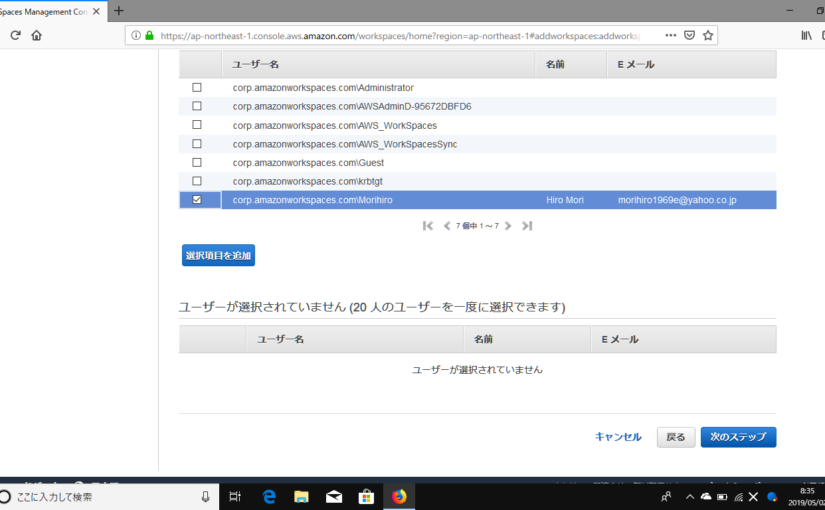 Spaces Management Con
https://ap-northeast-1.console.aws.amazon.com/workspaces/home?region=ap-northeast-1#addworkspaces:addworks
ユーザー名 名前 E メール
corp.amazonworkspaces.com\Administrator
corp.amazonworkspaces.com\AWSAdminD-95672DBFD6
corp.amazonworkspaces.com\AWS_WorkSpaces
corp.amazonworkspaces.com\AWS_WorkSpacesSync
corp.amazonworkspaces.com\Guest
corp.amazonworkspaces.com\krbtgt
corp.amazonworkspaces.com\Morihiro Hiro Mori morihiro1969e@yahoo.co.jp
7 個中 1 ～ 7
選択項目を追加
ユーザーが選択されていません (20 人のユーザーを一度に選択できます)
ユーザー名 名前 E メール
ユーザーが選択されていません
キャンセル 戻る 次のステップ
ここに入力して検索
8:35
2019/05/02